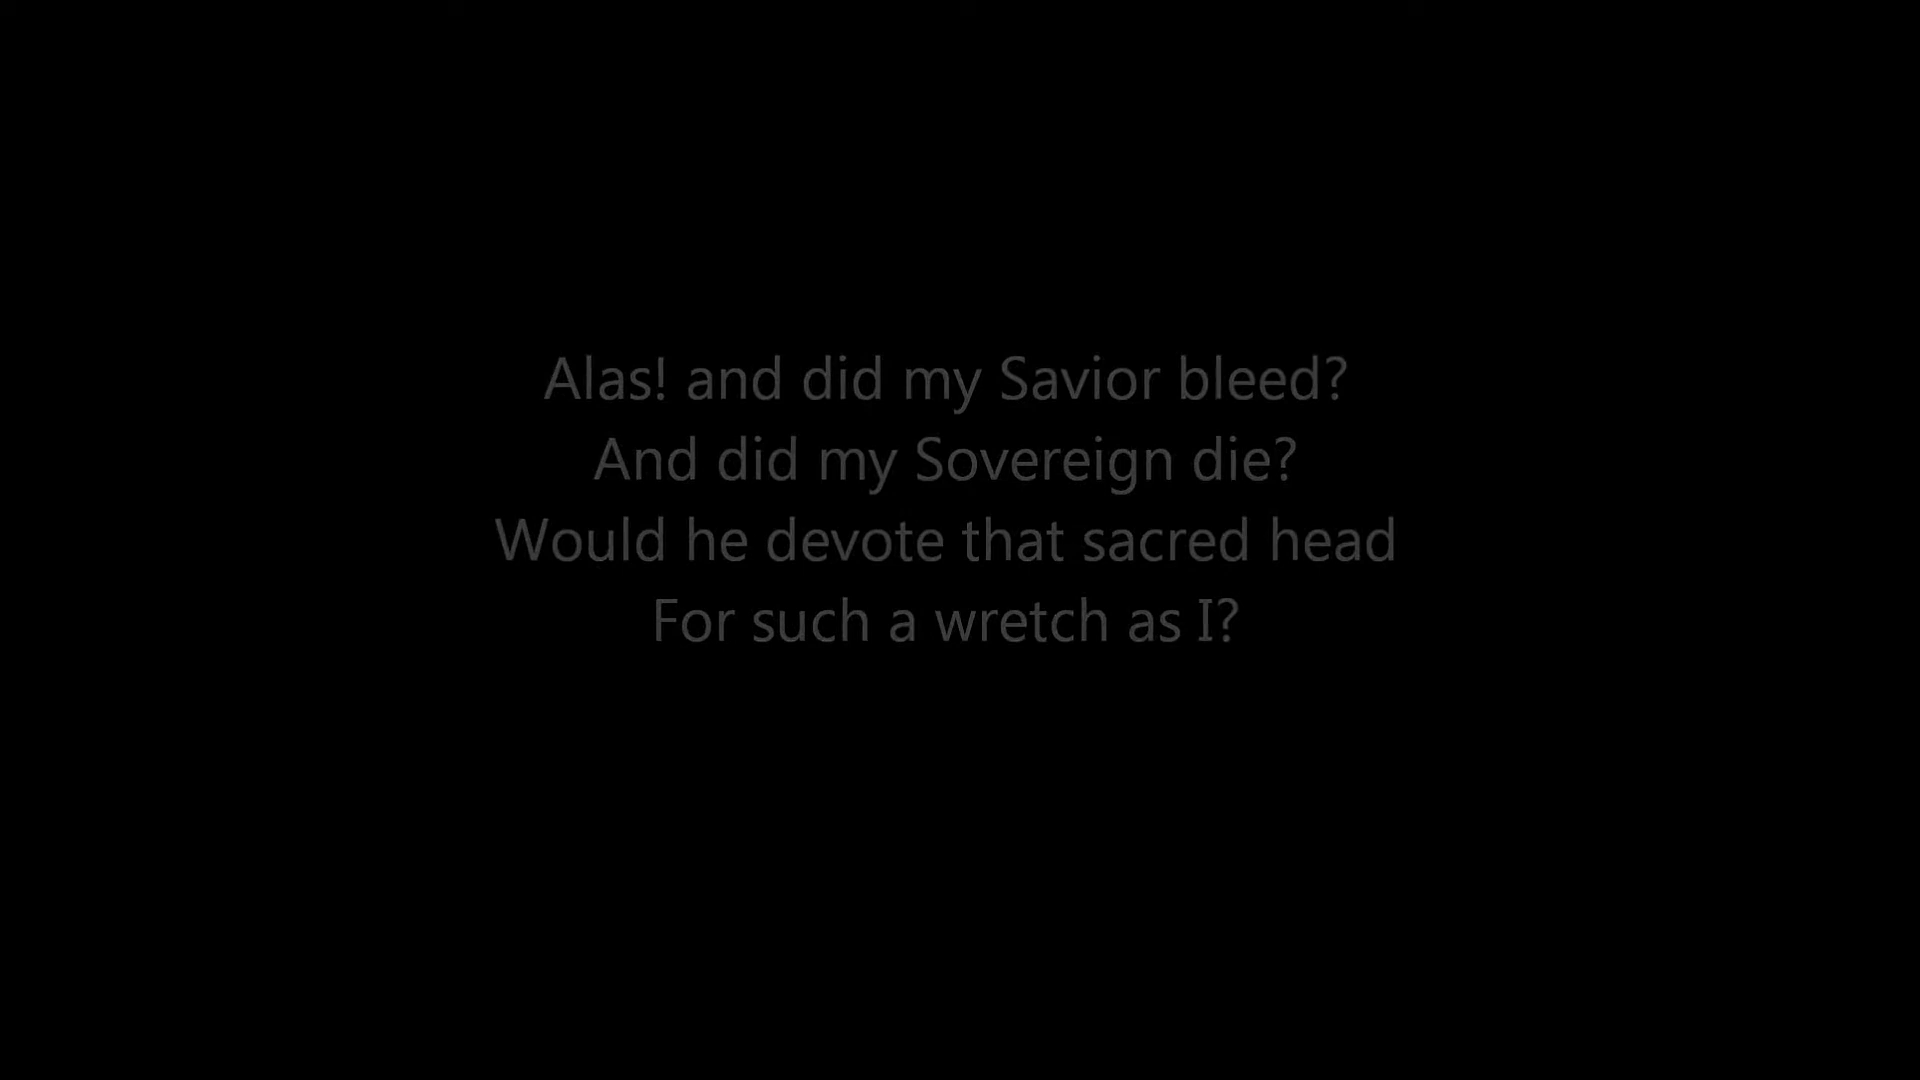 Alas! and did my Savior bleed?
And did my Sovereign die?
Would he devote that sacred head
For such a wretch as I?